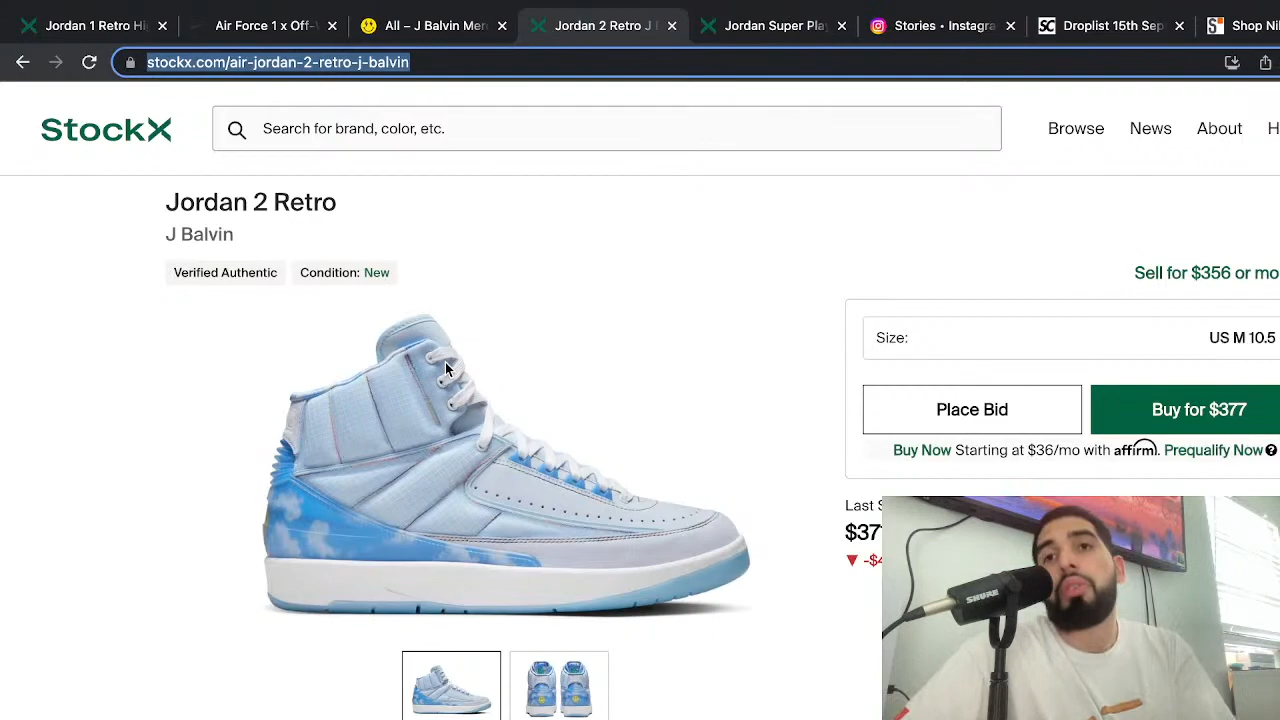 Jordan 1 Retro Hi
Air Force 1 x Off-
All – J Balvin Mer
Jordan 2 Retro J
Jordan Super Pla
Stories • Instagra
SC Droplist 15th Sep
Shop Ni
stockx.com/air-jordan-2-retro-j-balvin
StockX
Search for brand, color, etc.
Browse News About H
Jordan 2 Retro
J Balvin
Verified Authentic
Condition: New
Sell for $356 or mo
Size: US M 10.5
Place Bid
Buy for $377
Buy Now Starting at $36/mo with affirm. Prequalify Now
Last S
$37
SHURE